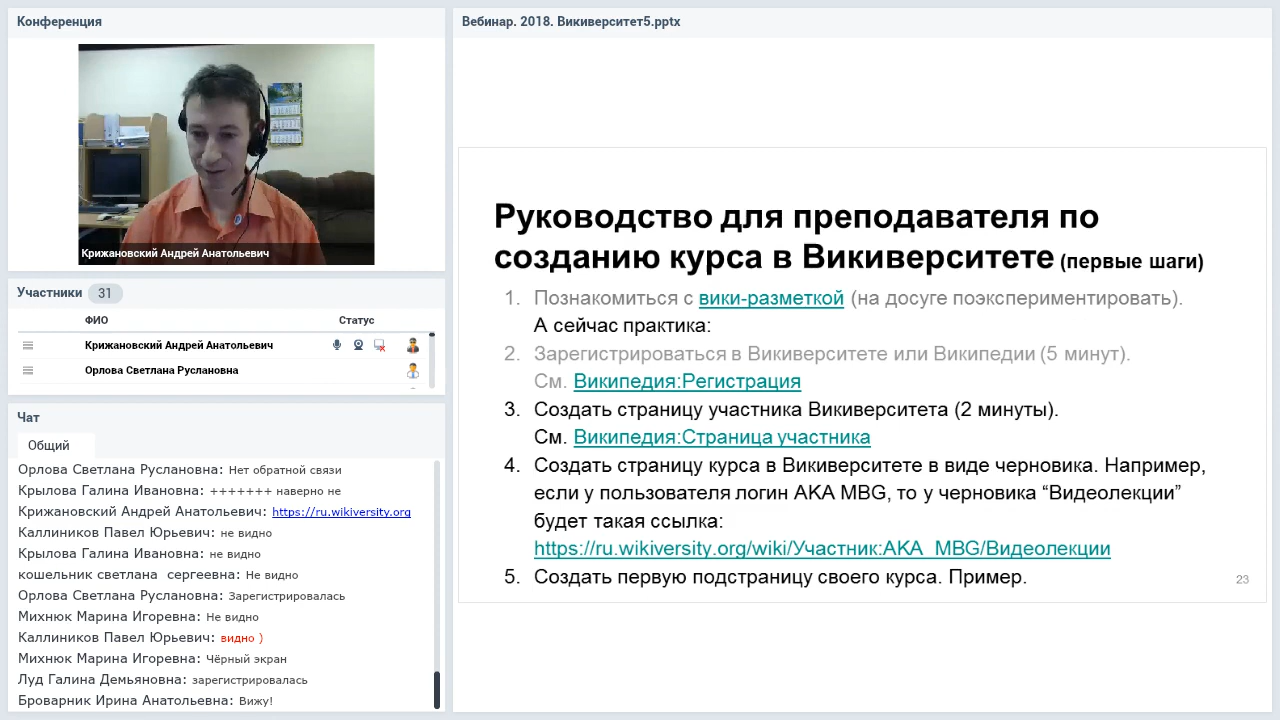 Конференция
Крижановский Андрей Анатольевич
Участники 31
ФИО Статус
Крижановский Андрей Анатольевич
Орлова Светлана Руслановна
Чат
Общий
Орлова Светлана Руслановна: Нет обратной связи
Крылова Галина Ивановна: +++++++ наверно не
Крижановский Андрей Анатольевич: https://ru.wikiversity.org
Каллиников Павел Юрьевич: не видно
Крылова Галина Ивановна: не видно
кошельник светлана сергеевна: Не видно
Орлова Светлана Руслановна: Зарегистрировалась
Михнюк Марина Игоревна: Не видно
Каллиников Павел Юрьевич: видно )
Михнюк Марина Игоревна: Чёрный экран
Луд Галина Демьяновна: зарегистрировалась
Броварник Ирина Анатольевна: Вижу!
Вебинар. 2018. Викиверситет5.pptx
Руководство для преподавателя по
созданию курса в Викиверситете (первые шаги)
1. Познакомиться с вики-разметкой (на досуге поэкспериментировать).
А сейчас практика:
2. Зарегистрироваться в Викиверситете или Википедии (5 минут).
См. Википедия:Регистрация
3. Создать страницу участника Викиверситета (2 минуты).
См. Википедия:Страница участника
4. Создать страницу курса в Викиверситете в виде черновика. Например,
если у пользователя логин AKA MBG, то у черновика “Видеолекции”
будет такая ссылка:
https://ru.wikiversity.org/wiki/Участник:AKA_MBG/Видеолекции
5. Создать первую подстраницу своего курса. Пример.
23